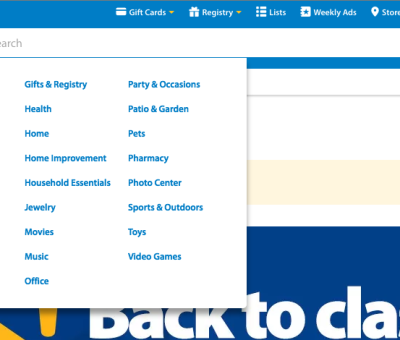 Gift Cards Registry Lists Weekly Ads Store
earch
Gifts & Registry Party & Occasions
Health Patio & Garden
Home Pets
Home Improvement Pharmacy
Household Essentials Photo Center
Jewelry Sports & Outdoors
Movies Toys
Music Video Games
Office
Back to clas